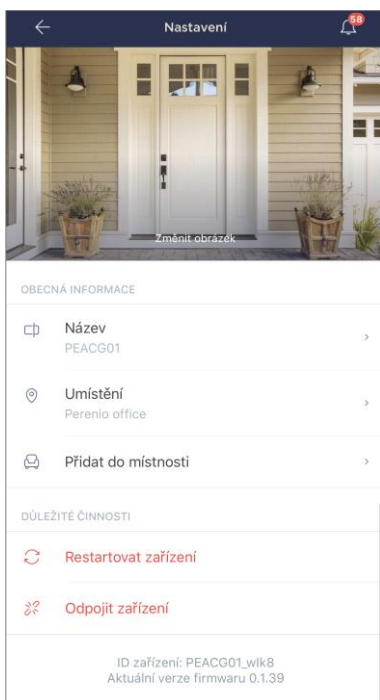 Nastavení
58
Změnit obrázek
OBECNÁ INFORMACE
Název
PEACG01
Umístění
Perenio office
Přidat do místnosti
DŮLEŽITÉ ČINNOSTI
Restartovat zařízení
Odpojit zařízení
ID zařízení: PEACG01_wlk8
Aktuální verze firmwaru 0.1.39